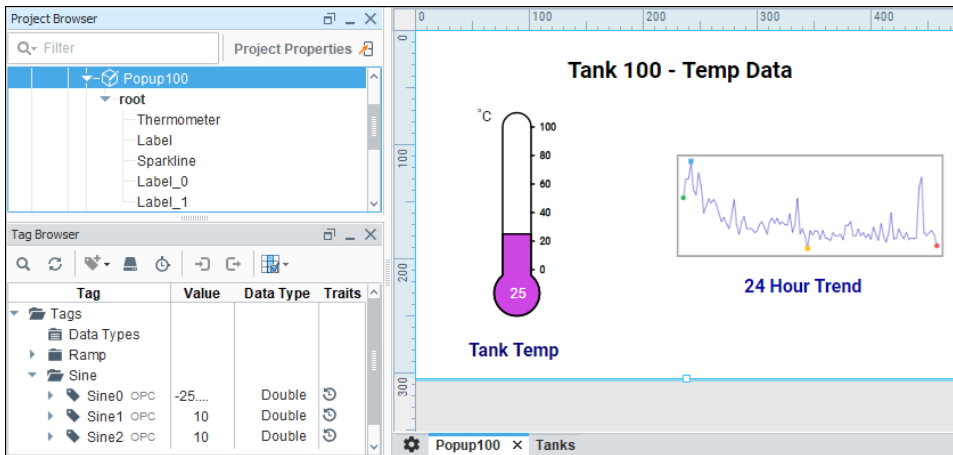 Project Browser
Filter
Project Properties
Popup100
root
Thermometer
Label
Sparkline
Label_0
Label_1
Tag Browser
Tag Value Data Type Traits
Tags
Data Types
Ramp
Sine
Sine0 OPC -25.... Double
Sine1 OPC 10 Double
Sine2 OPC 10 Double
0 100 200 300 400
0
100
200
300
Tank 100 - Temp Data
°C
100
80
60
40
20
0
25
Tank Temp
24 Hour Trend
Popup100 × Tanks